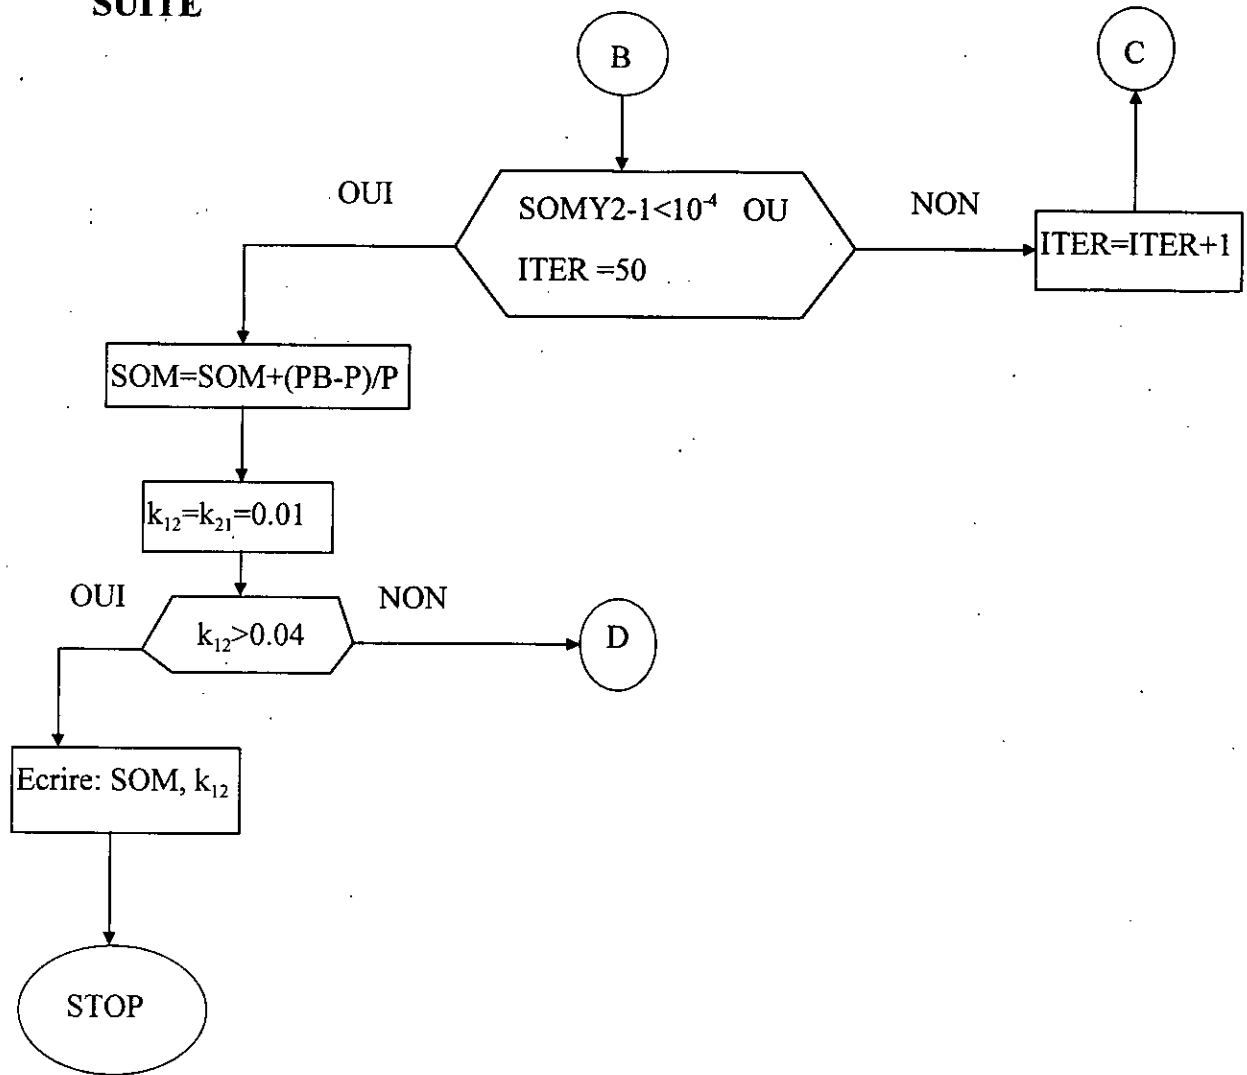 SUITE
B
C
OUI
SOMY2-1<10⁻⁴ OU
ITER =50
NON
ITER=ITER+1
SOM=SOM+(PB-P)/P
k₁₂=k₂₁=0.01
OUI
NON
k₁₂>0.04
D
Ecrire: SOM, k₁₂
STOP